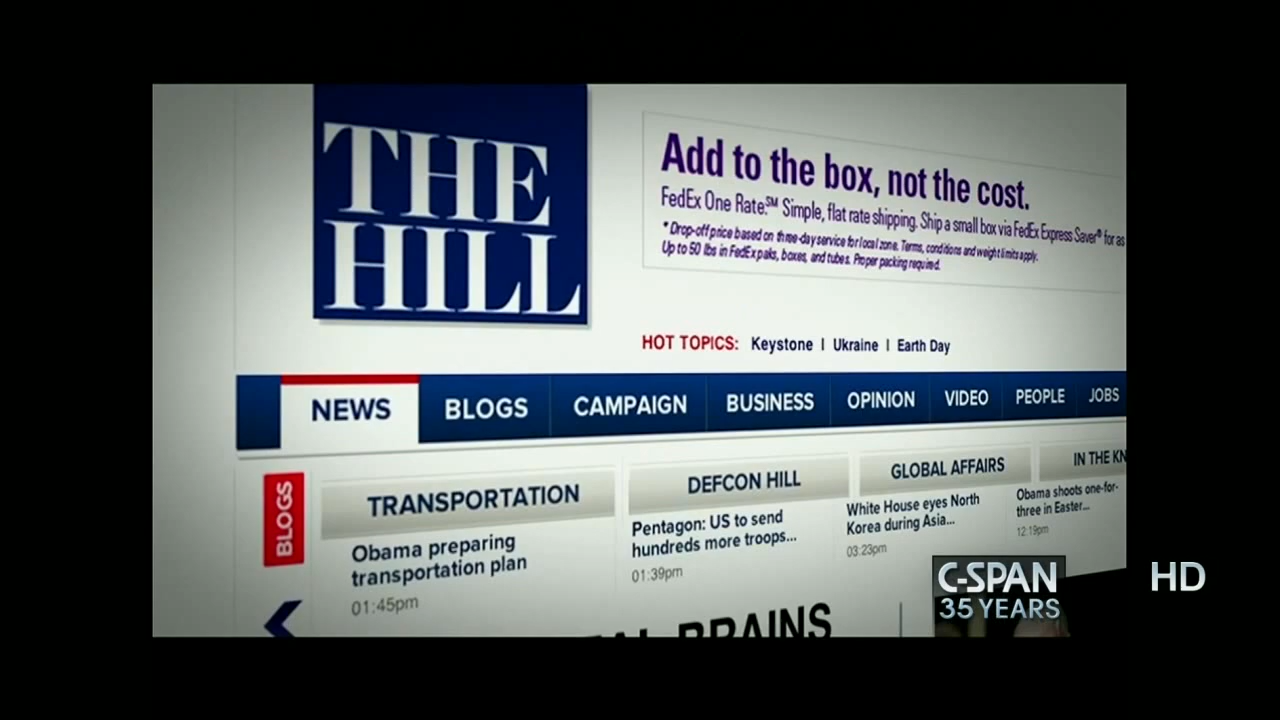 THE
HILL
Add to the box, not the cost.
FedEx One Rate.℠ Simple, flat rate shipping. Ship a small box via FedEx Express Saver® for as
* Drop-off price based on three-day service for local zone. Terms, conditions and weight limits apply.
Up to 50 lbs in FedEx paks, boxes, and tubes. Proper packing required.
HOT TOPICS: Keystone | Ukraine | Earth Day
NEWS BLOGS CAMPAIGN BUSINESS OPINION VIDEO PEOPLE JOBS
BLOGS
TRANSPORTATION
Obama preparing
transportation plan
01:45pm
DEFCON HILL
Pentagon: US to send
hundreds more troops...
01:39pm
GLOBAL AFFAIRS
White House eyes North
Korea during Asia...
03:23pm
IN THE KN
Obama shoots one-for-
three in Easter...
12:19pm
BRAINS
C-SPAN
35 YEARS
HD